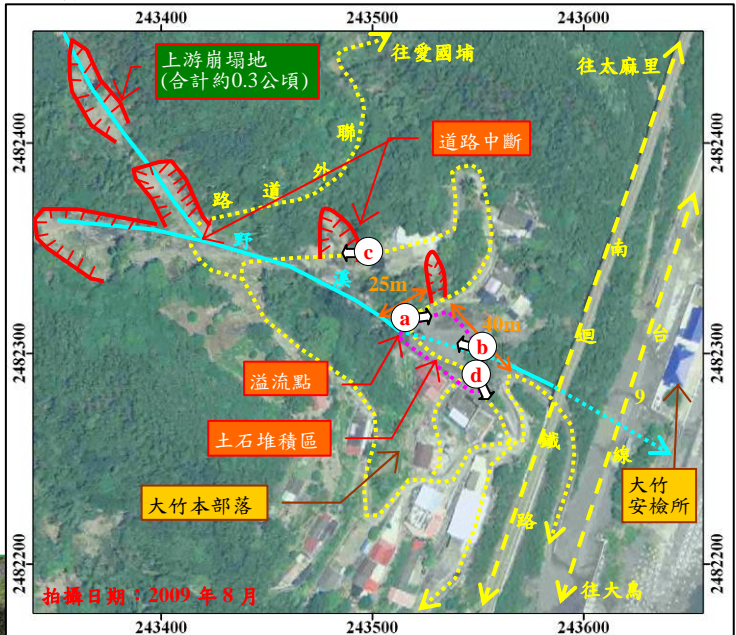 243400
243500
243600
2482400
2482300
2482200
上游崩塌地
(合計約0.3公頃)
往愛國埔
往太麻里
道路中斷
聯
外
道
路
野
溪
c
25m
a
40m
b
d
溢流點
土石堆積區
大竹本部落
南
迴
鐵
路
台
9
線
大竹
安檢所
往大鳥
拍攝日期：2009 年 8 月
2482400
2482300
2482200
243400
243500
243600